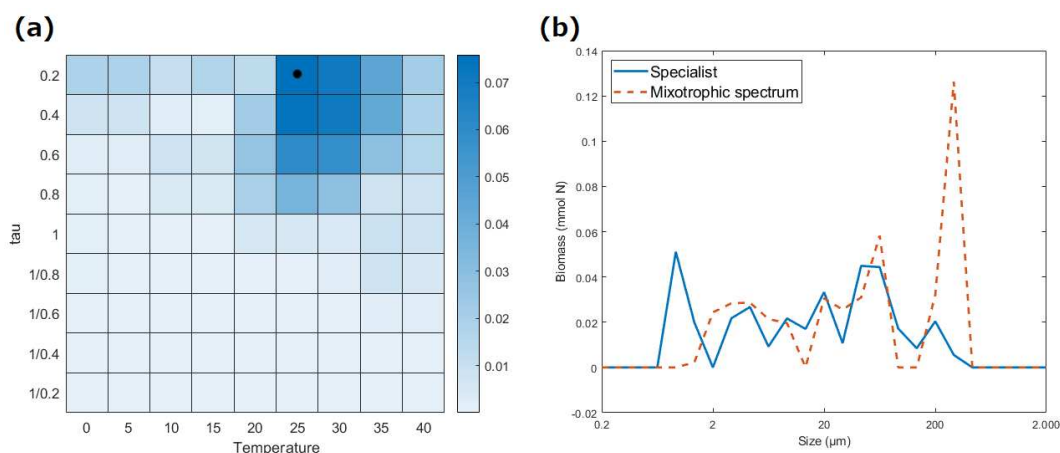 (a)
0.2
0.4
0.6
0.8
1
1/0.8
1/0.6
1/0.4
1/0.2
tau
0 5 10 15 20 25 30 35 40
Temperature
0.07
0.06
0.05
0.04
0.03
0.02
0.01
(b)
0.14
0.12
0.1
0.08
0.06
0.04
0.02
0
-0.02
Biomass (mmol N)
Specialist
Mixotrophic spectrum
0.2 2 20 200 2.000
Size (µm)